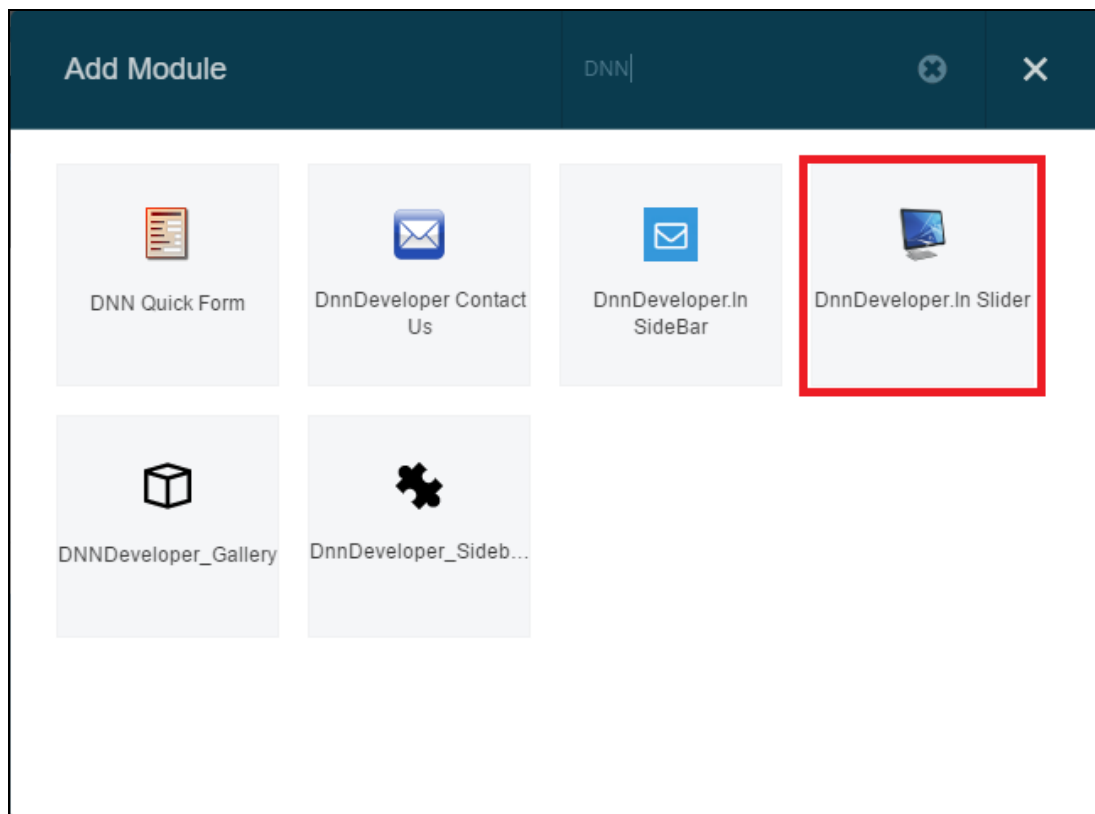 Add Module
DNN
DNN Quick Form
DnnDeveloper Contact
Us
DnnDeveloper.In
SideBar
DnnDeveloper.In Slider
DNNDeveloper_Gallery
DnnDeveloper_Sideb...